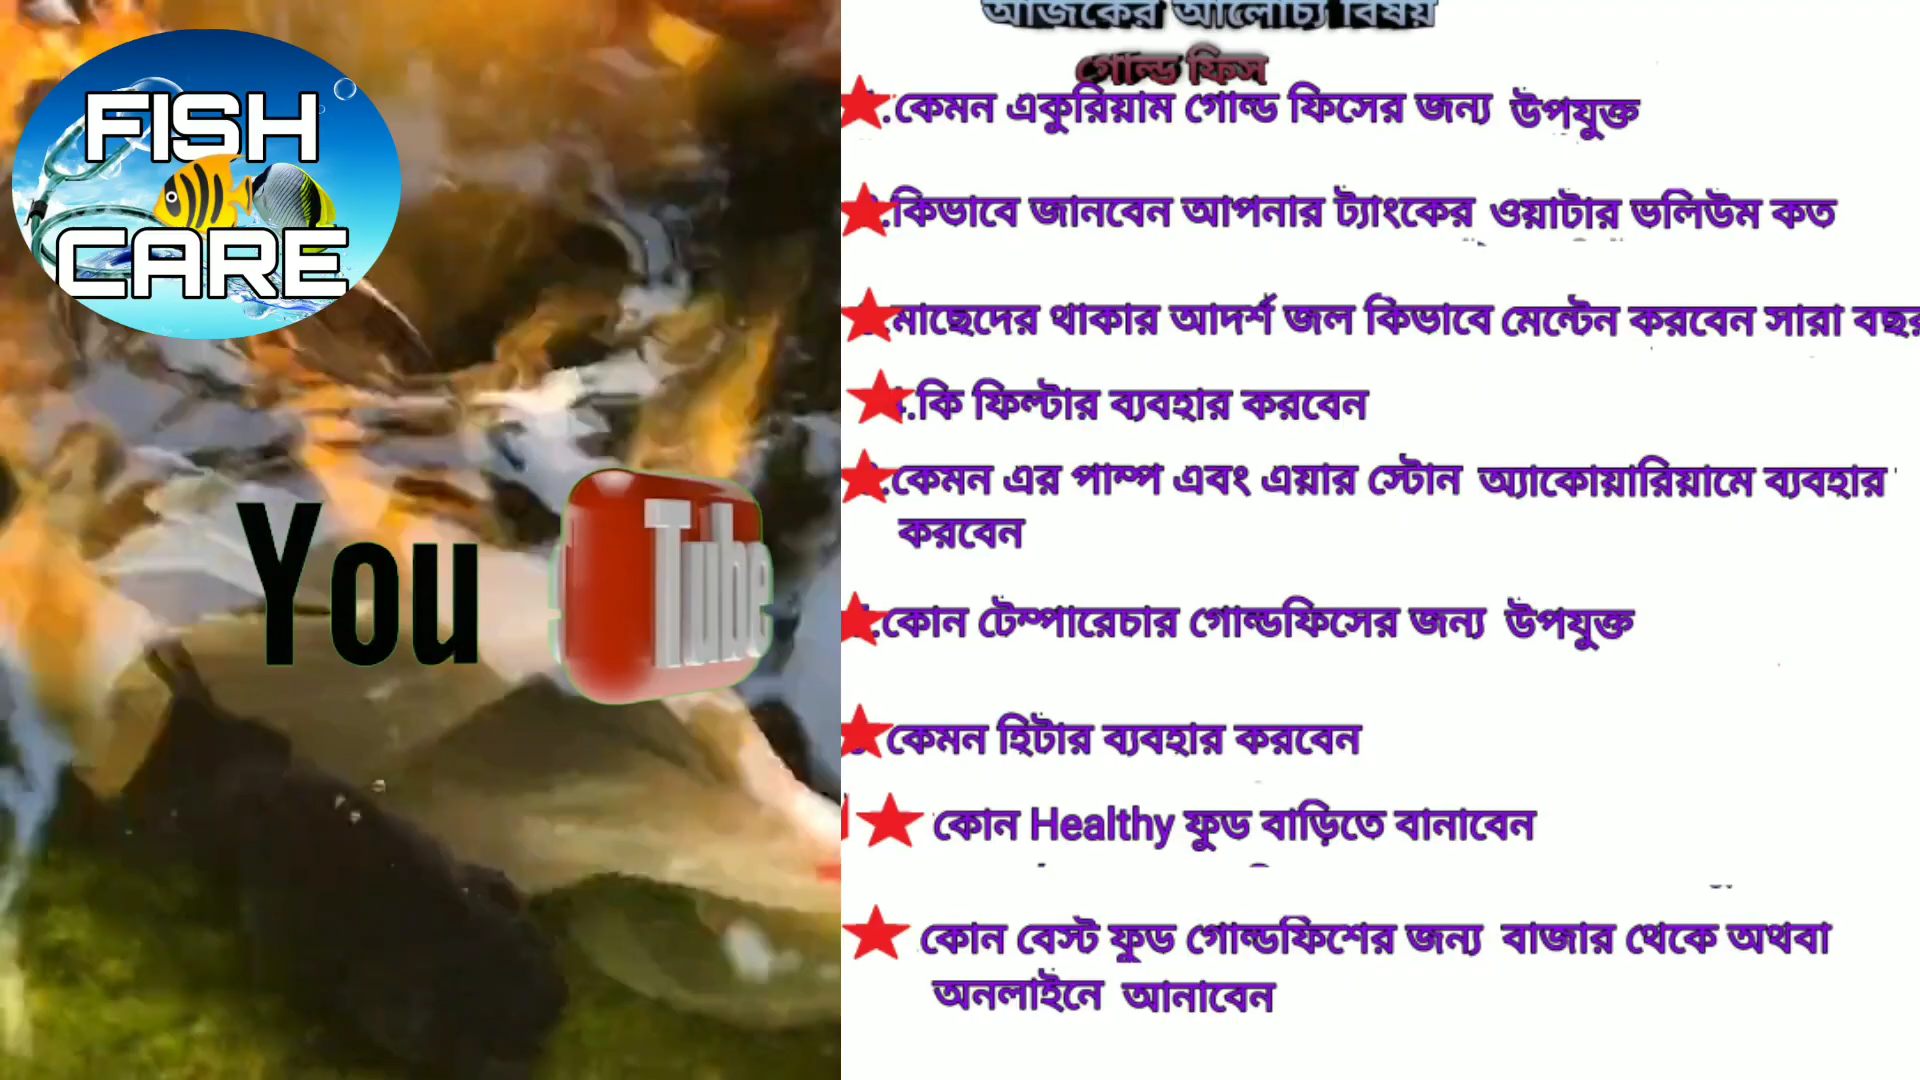 FISH
CARE
You
Tube
আজকের আলোচ্য বিষয়
গোল্ড ফিস
কেমন একুরিয়াম গোল্ড ফিসের জন্য উপযুক্ত
কিভাবে জানবেন আপনার ট্যাংকের ওয়াটার ভলিউম কত
মাছেদের থাকার আদর্শ জল কিভাবে মেন্টেন করবেন সারা বছর
.কি ফিল্টার ব্যবহার করবেন
.কেমন এর পাম্প এবং এয়ার স্টোন অ্যাকোয়ারিয়ামে ব্যবহার
করবেন
.কোন টেম্পারেচার গোল্ডফিসের জন্য উপযুক্ত
কেমন হিটার ব্যবহার করবেন
কোন Healthy ফুড বাড়িতে বানাবেন
কোন বেস্ট ফুড গোল্ডফিশের জন্য বাজার থেকে অথবা
অনলাইনে আনাবেন